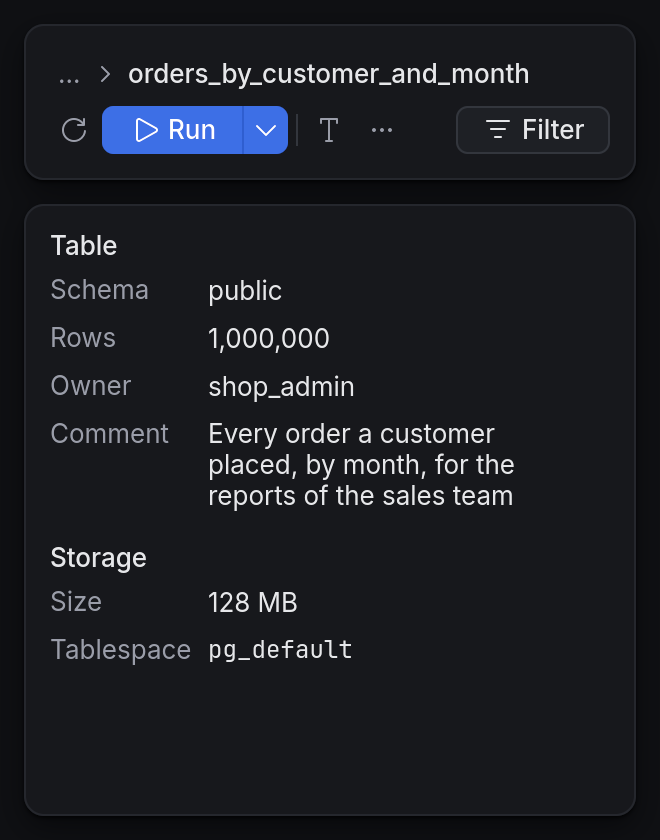 ... > orders_by_customer_and_month
Run
Filter
Table
Schema public
Rows 1,000,000
Owner shop_admin
Comment Every order a customer
placed, by month, for the
reports of the sales team
Storage
Size 128 MB
Tablespace pg_default